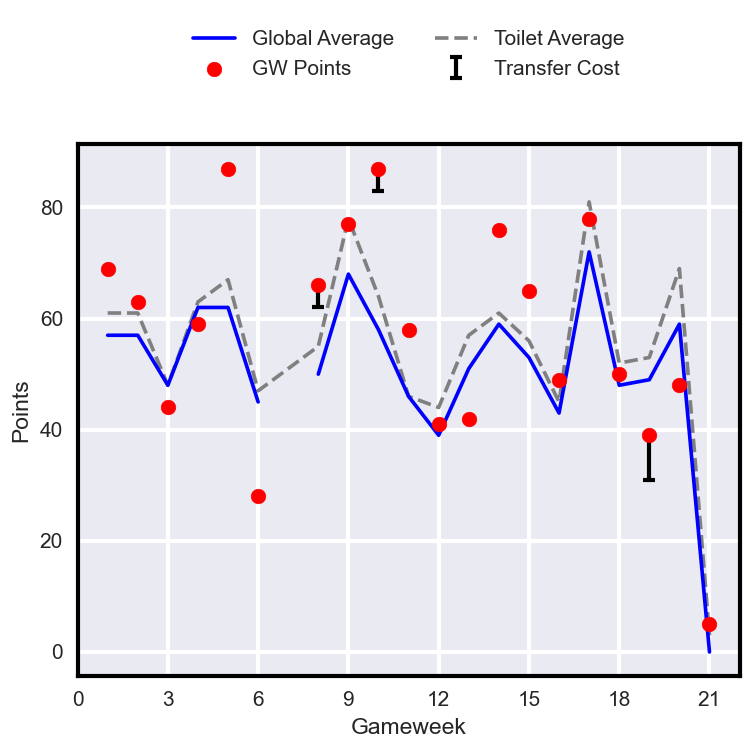 Global Average Toilet Average
GW Points Transfer Cost
80
60
40
20
0
Points
0 3 6 9 12 15 18 21
Gameweek